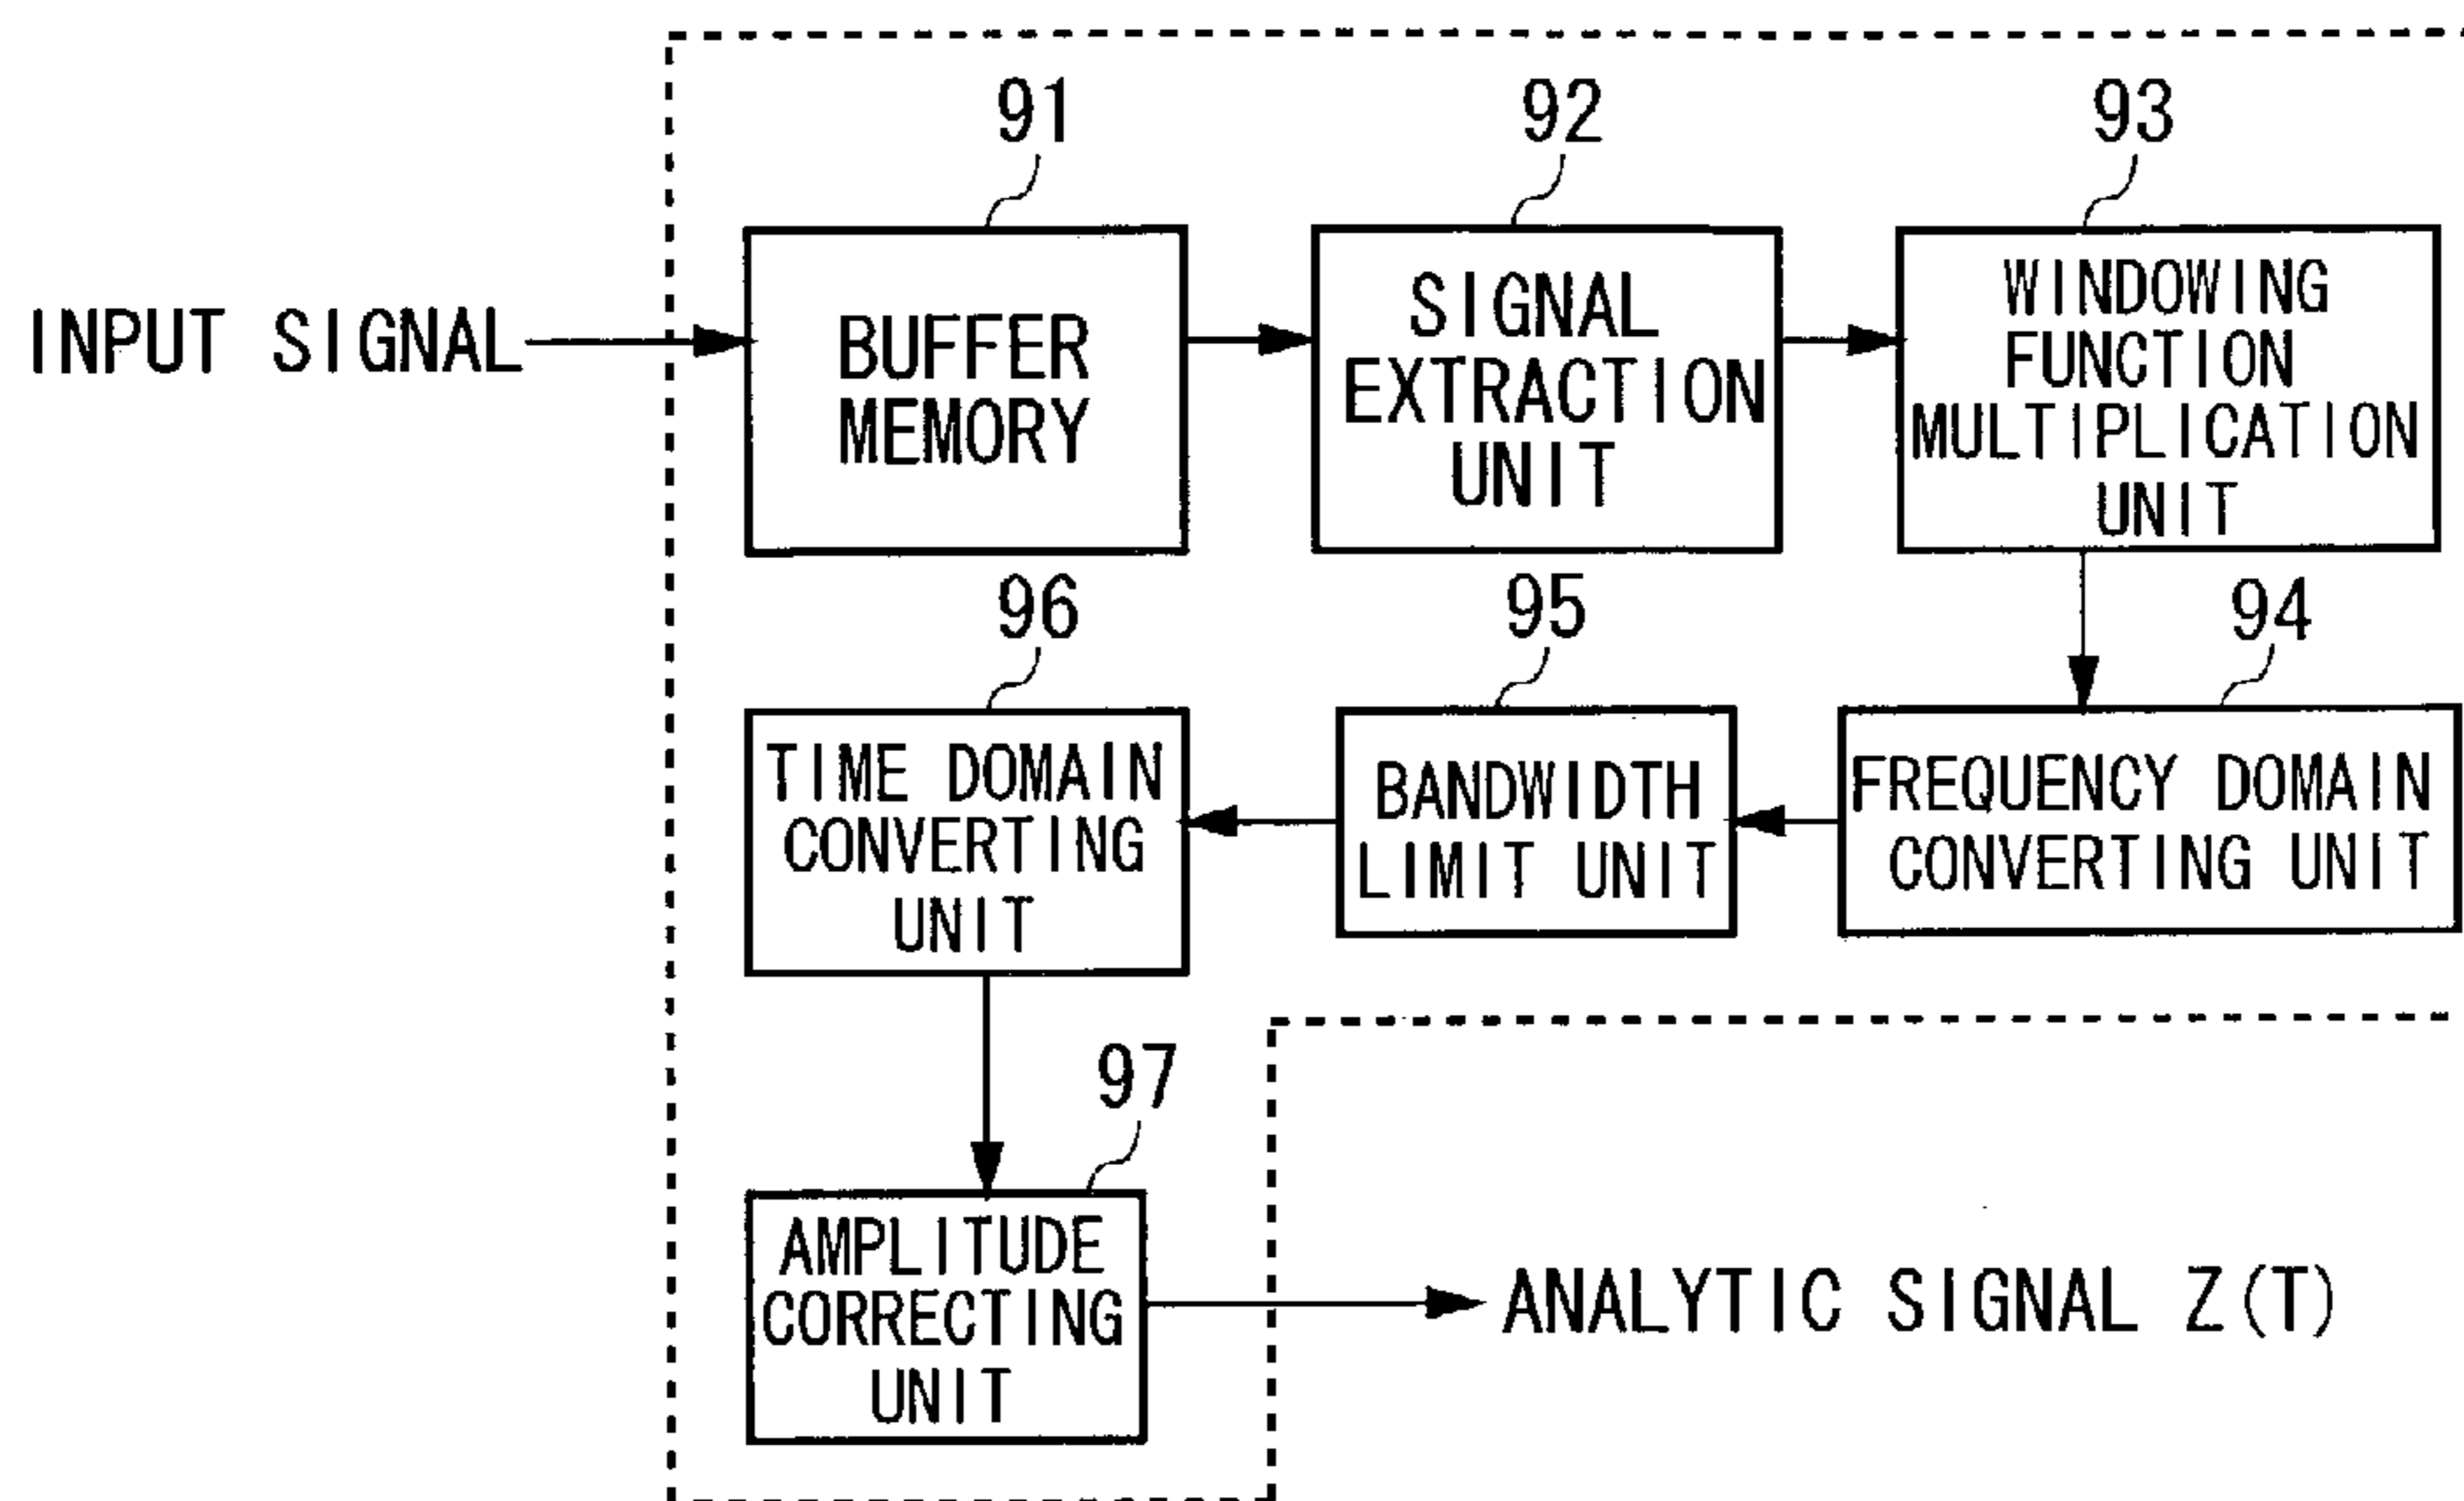 91
92
93
INPUT SIGNAL
BUFFER
MEMORY
SIGNAL
EXTRACTION
UNIT
WINDOWING
FUNCTION
MULTIPLICATION
UNIT
96
95
94
TIME DOMAIN
CONVERTING
UNIT
BANDWIDTH
LIMIT UNIT
FREQUENCY DOMAIN
CONVERTING UNIT
97
AMPLITUDE
CORRECTING
UNIT
ANALYTIC SIGNAL Z(T)